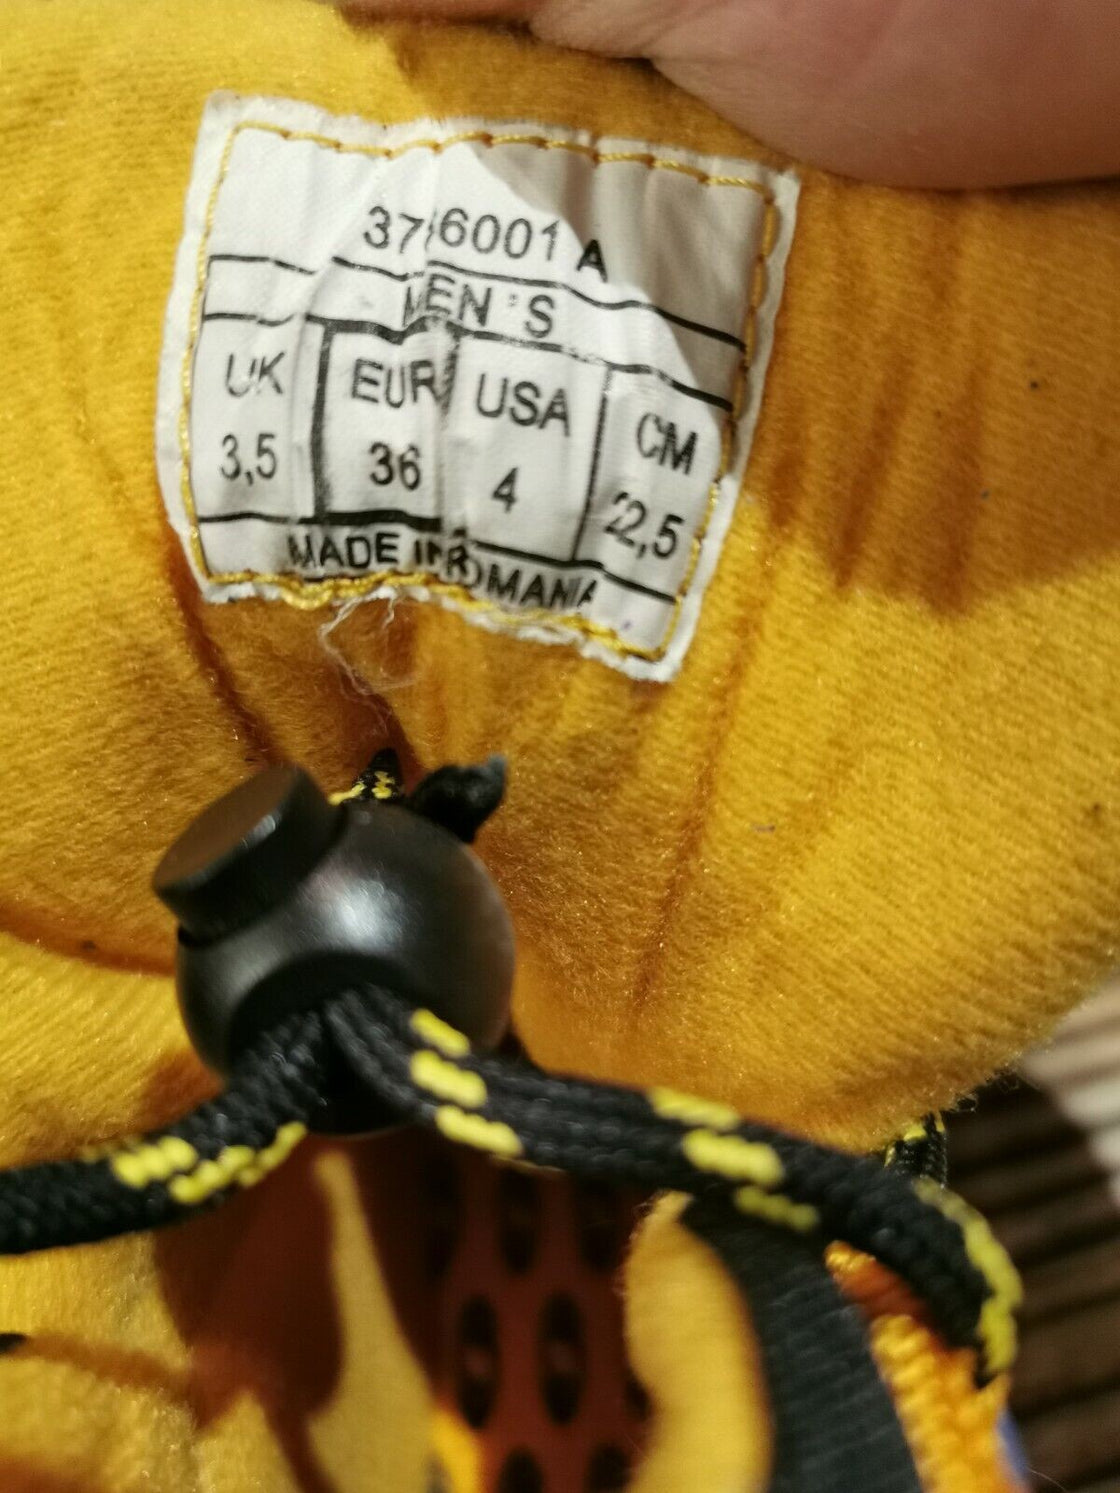 MEN'S
UK EUR USA CM
3,5 36 4 22,5
MADE IN ROMANIA